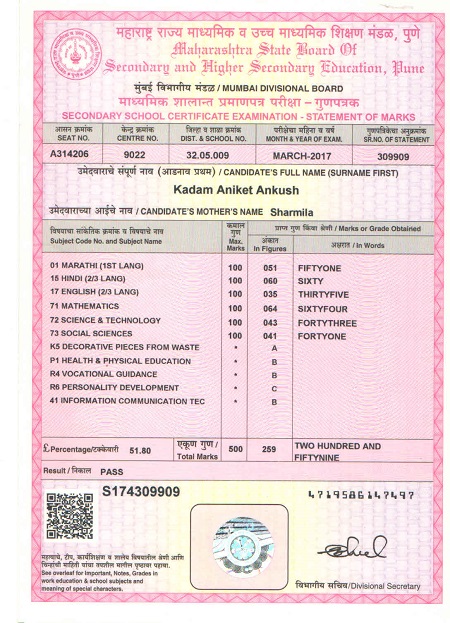 महाराष्ट्र राज्य माध्यमिक व उच्च माध्यमिक शिक्षण मंडळ, पुणे
Maharashtra State Board Of
Secondary and Higher Secondary Education, Pune
मुंबई विभागीय मंडळ / MUMBAI DIVISIONAL BOARD
माध्यमिक शालान्त प्रमाणपत्र परीक्षा – गुणपत्रक
SECONDARY SCHOOL CERTIFICATE EXAMINATION - STATEMENT OF MARKS
आसन क्रमांक केन्द्र क्रमांक जिल्हा व शाळा क्रमांक परीक्षेचा महिना व वर्ष गुणपत्रिकेचा अनुक्रमांक
SEAT NO. CENTRE NO. DIST. & SCHOOL NO. MONTH & YEAR OF EXAM. SR.NO. OF STATEMENT
A314206 9022 32.05.009 MARCH-2017 309909
उमेदवाराचे संपूर्ण नाव (आडनाव प्रथम) / CANDIDATE'S FULL NAME (SURNAME FIRST)
Kadam Aniket Ankush
उमेदवाराच्या आईचे नाव / CANDIDATE'S MOTHER'S NAME Sharmila
विषयाचा सांकेतिक क्रमांक व विषयाचे नाव
Subject Code No. and Subject Name
कमाल
गुण
Max.
Marks
प्राप्त गुण किंवा श्रेणी / Marks or Grade Obtained
अंकात
In Figures
अक्षरात / In Words
01 MARATHI (1ST LANG) 100 051 FIFTYONE
15 HINDI (2/3 LANG) 100 060 SIXTY
17 ENGLISH (2/3 LANG) 100 035 THIRTYFIVE
71 MATHEMATICS 100 064 SIXTYFOUR
72 SCIENCE & TECHNOLOGY 100 043 FORTYTHREE
73 SOCIAL SCIENCES 100 041 FORTYONE
K5 DECORATIVE PIECES FROM WASTE * A *
P1 HEALTH & PHYSICAL EDUCATION * B
R4 VOCATIONAL GUIDANCE * B
R6 PERSONALITY DEVELOPMENT * C
41 INFORMATION COMMUNICATION TEC * B
£Percentage/टक्केवारी 51.80 एकूण गुण / Total Marks 500 259 TWO HUNDRED AND
FIFTYNINE
Result / निकाल PASS
S174309909
4719586147497
महत्वाचे, टीप, कार्यशिक्षण व शालेय विषयातील श्रेणी आणि
चिन्हांची माहिती यांचा तपशील मागील पृष्ठावर पहावा.
See overleaf for Important, Notes, Grades in
work education & school subjects and
meaning of special characters.
विभागीय सचिव/Divisional Secretary